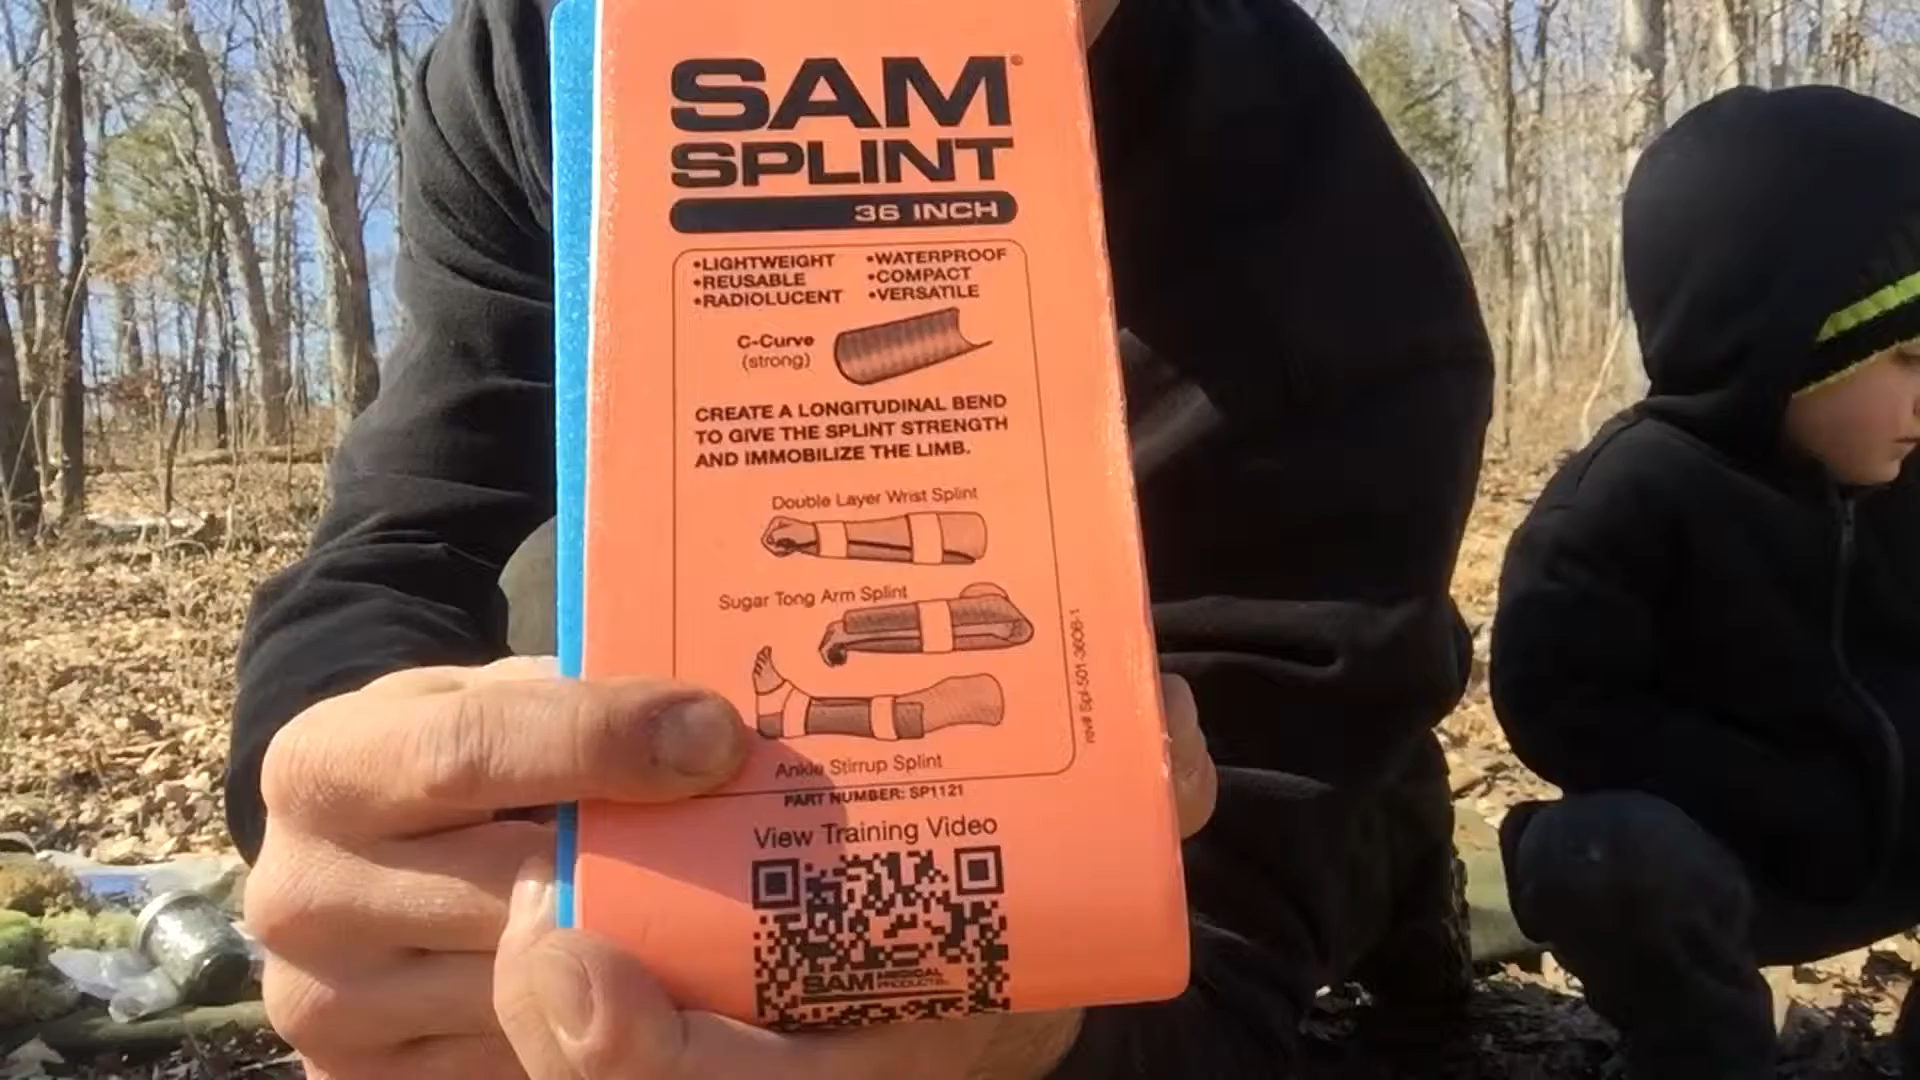 SAM®
SPLINT
36 INCH
•LIGHTWEIGHT •WATERPROOF
•REUSABLE •COMPACT
•RADIOLUCENT •VERSATILE
C-Curve
(strong)
CREATE A LONGITUDINAL BEND
TO GIVE THE SPLINT STRENGTH
AND IMMOBILIZE THE LIMB.
Double Layer Wrist Splint
Sugar Tong Arm Splint
Ankle Stirrup Splint
PART NUMBER: SP1121
View Training Video
SAM MEDICAL
PRODUCTS